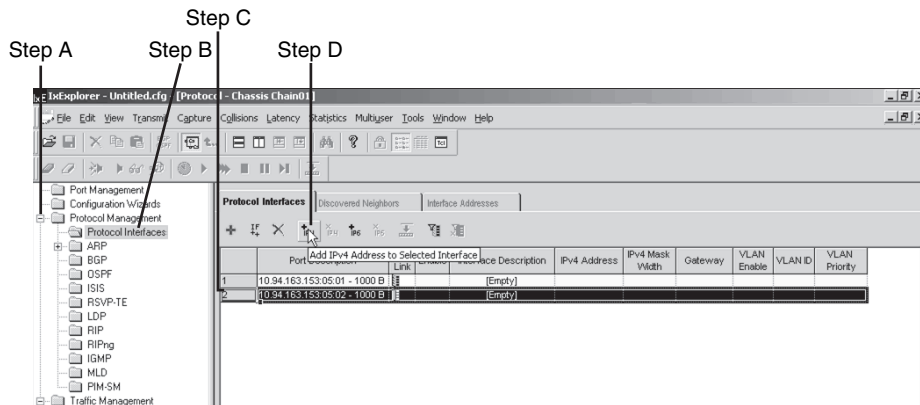 Step C
Step A Step B Step D
IxExplorer - Untitled.cfg - [Protocol - Chassis Chain01]
File Edit View Transmit Capture Collisions Latency Statistics Multiuser Tools Window Help
Port Management
Configuration Wizards
Protocol Management
Protocol Interfaces
ARP
BGP
OSPF
ISIS
RSVP-TE
LDP
RIP
RIPng
IGMP
MLD
PIM-SM
Traffic Management
Protocol Interfaces Discovered Neighbors Interface Addresses
IP4 IP6 IP6
Add IPv4 Address to Selected Interface
Port Description Link Enable Interface Description IPv4 Address IPv4 Mask Width Gateway VLAN Enable VLAN ID VLAN Priority
1 10.94.163.153:05:01 - 1000 B [Empty]
2 10.94.163.153:05:02 - 1000 B [Empty]